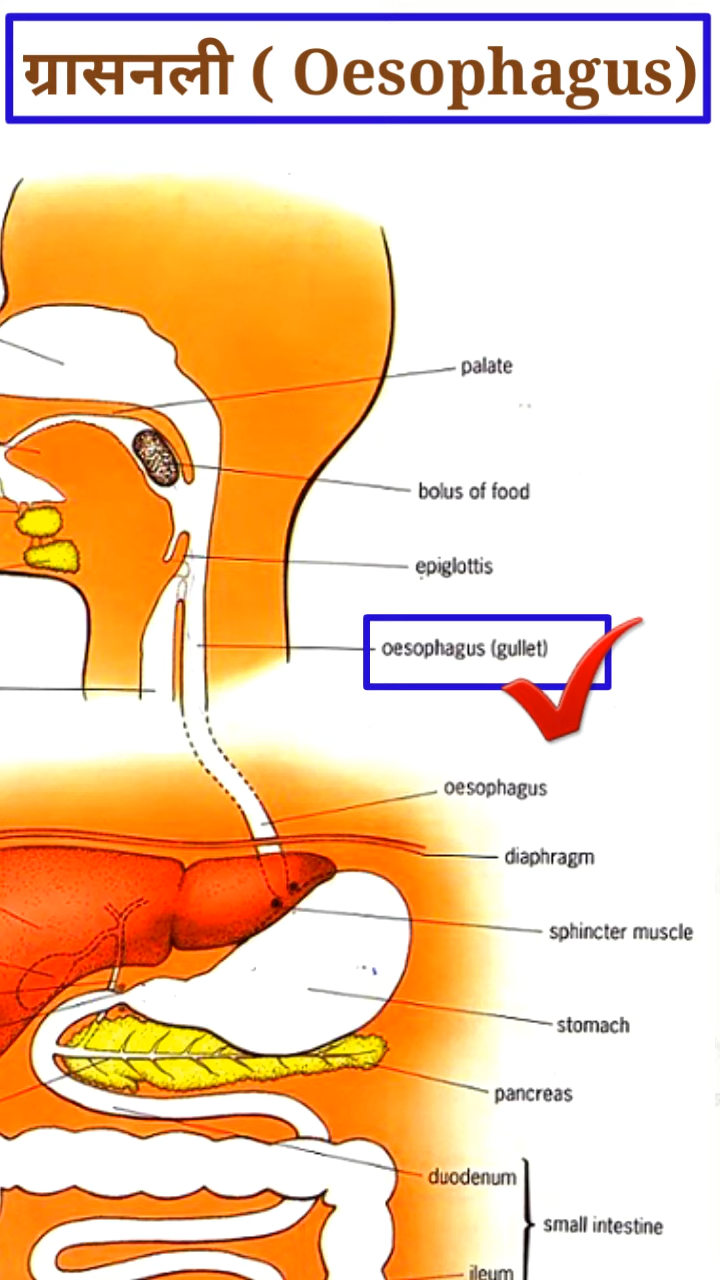 ग्रासनली ( Oesophagus)
palate
bolus of food
epiglottis
oesophagus (gullet)
oesophagus
diaphragm
sphincter muscle
stomach
pancreas
duodenum
small intestine
ileum